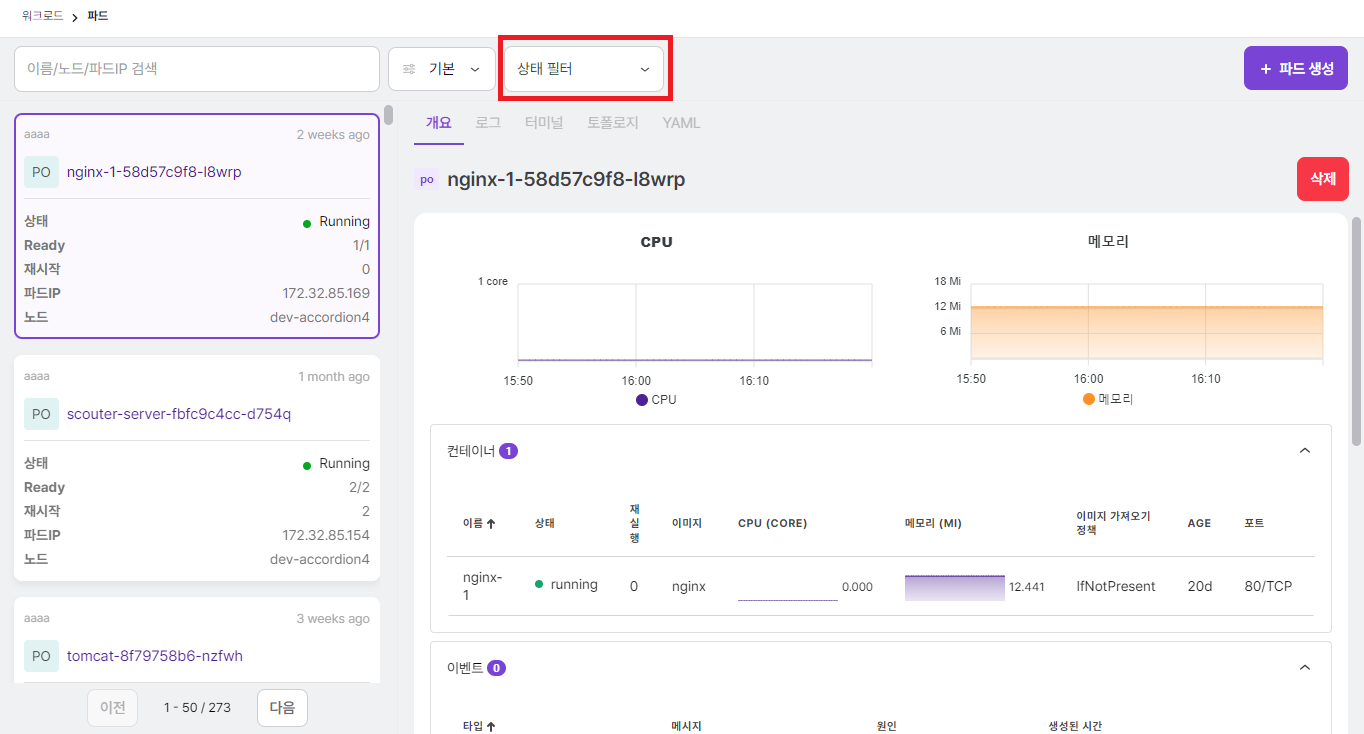 워크로드 > 파드
이름/노드/파드IP 검색
기본
상태 필터
+ 파드 생성
aaaa 2 weeks ago
PO nginx-1-58d57c9f8-l8wrp
상태 Running
Ready 1/1
재시작 0
파드IP 172.32.85.169
노드 dev-accordion4
aaaa 1 month ago
PO scouter-server-fbfc9c4cc-d754q
상태 Running
Ready 2/2
재시작 2
파드IP 172.32.85.154
노드 dev-accordion4
aaaa 3 weeks ago
PO tomcat-8f79758b6-nzfwh
이전 1 - 50 / 273 다음
개요 로그 터미널 토폴로지 YAML
po nginx-1-58d57c9f8-l8wrp
삭제
CPU
1 core
15:50 16:00 16:10
CPU
메모리
18 Mi
12 Mi
6 Mi
15:50 16:00 16:10
메모리
컨테이너 1
이름 상태 재실행 이미지 CPU (CORE) 메모리 (MI) 이미지 가져오기 정책 AGE 포트
nginx-1 running 0 nginx 0.000 12.441 IfNotPresent 20d 80/TCP
이벤트 0
타입 메시지 원인 생성된 시간